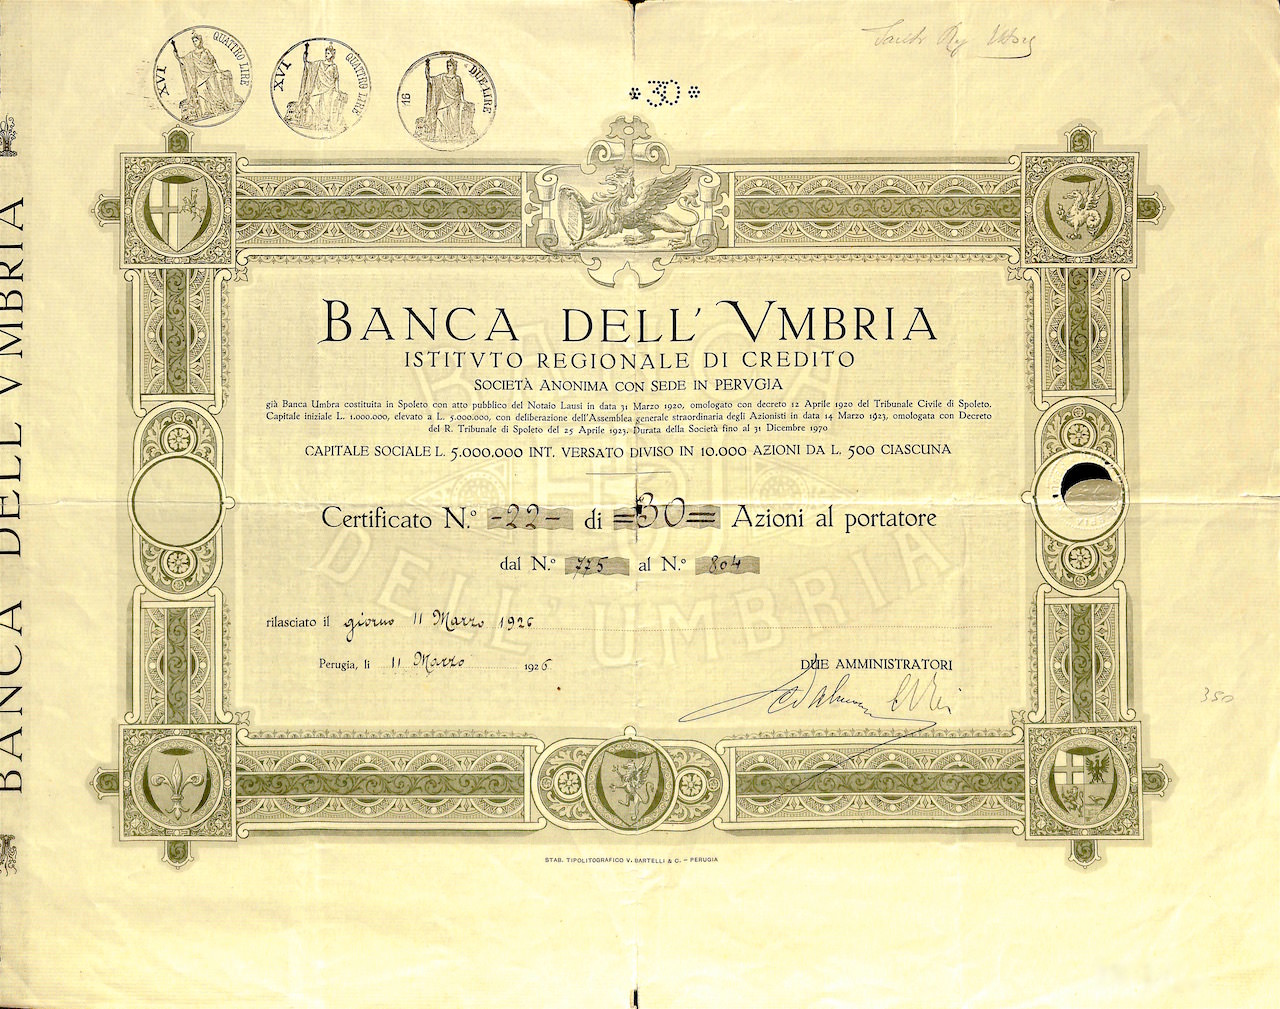 XVI QUATTRO LIRE
XVI QUATTRO LIRE
16 DUE LIRE
*30*
BANCA DELL' VMBRIA
BANCA DELL' VMBRIA
ISTITVTO REGIONALE DI CREDITO
SOCIETÀ ANONIMA CON SEDE IN PERVGIA
già Banca Umbra costituita in Spoleto con atto pubblico del Notaio Lausi in data 31 Marzo 1920, omologato con decreto 12 Aprile 1920 del Tribunale Civile di Spoleto.
Capitale iniziale L. 1.000.000, elevato a L. 5.000.000, con deliberazione dell'Assemblea generale straordinaria degli Azionisti in data 14 Marzo 1923, omologata con Decreto
del R. Tribunale di Spoleto del 25 Aprile 1923. Durata della Società fino al 31 Dicembre 1970
CAPITALE SOCIALE L. 5.000.000 INT. VERSATO DIVISO IN 10.000 AZIONI DA L. 500 CIASCUNA
Certificato N.º -22- di =30= Azioni al portatore
dal N.º 775 al N.º 804
BANCA
DELL'UMBRIA
rilasciato il giorno 11 Marzo 1926
Perugia, li 11 Marzo 1926
DUE AMMINISTRATORI
350
STAB. TIPOLITOGRAFICO V. BARTELLI & C. - PERUGIA